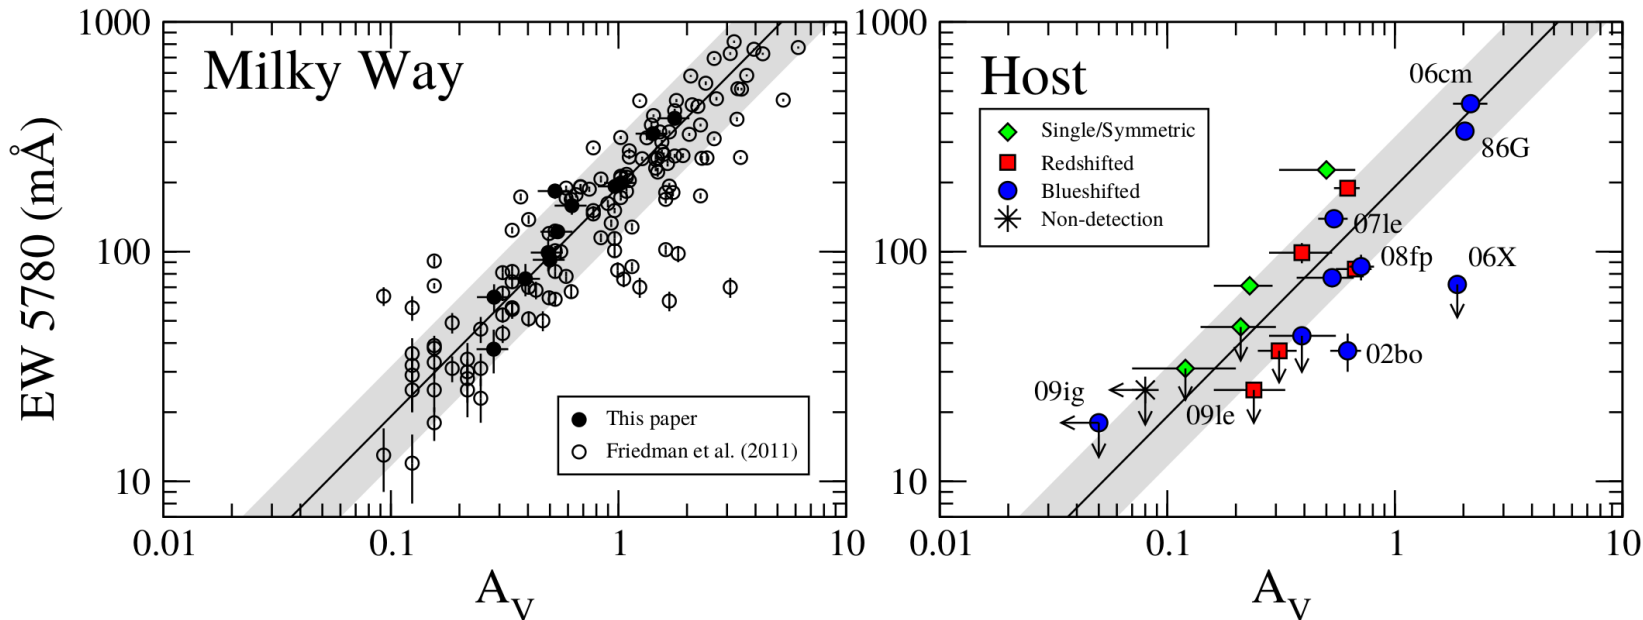 EW 5780 (mÅ)
1000
100
10
Milky Way
This paper
Friedman et al. (2011)
0.01
0.1
1
10
A_V
1000
100
10
Host
Single/Symmetric
Redshifted
Blueshifted
Non-detection
06cm
86G
07le
08fp
06X
02bo
09ig
09le
0.01
0.1
1
10
A_V